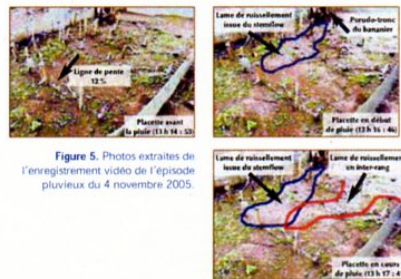 Ligne de pente
12 %
Placette avant
la pluie (13 h 14 : 53)
Lame de ruissellement
issue du stemflow
Pseudo-tronc
du bananier
Placette en début
de pluie (13 h 16 : 46)
Figure 5. Photos extraites de
l'enregistrement vidéo de l'épisode
pluvieux du 4 novembre 2005.
Lame de ruissellement
issue du stemflow
Lame de ruissellement
en inter-rang
Placette en cours
de pluie (13 h 17 : 4